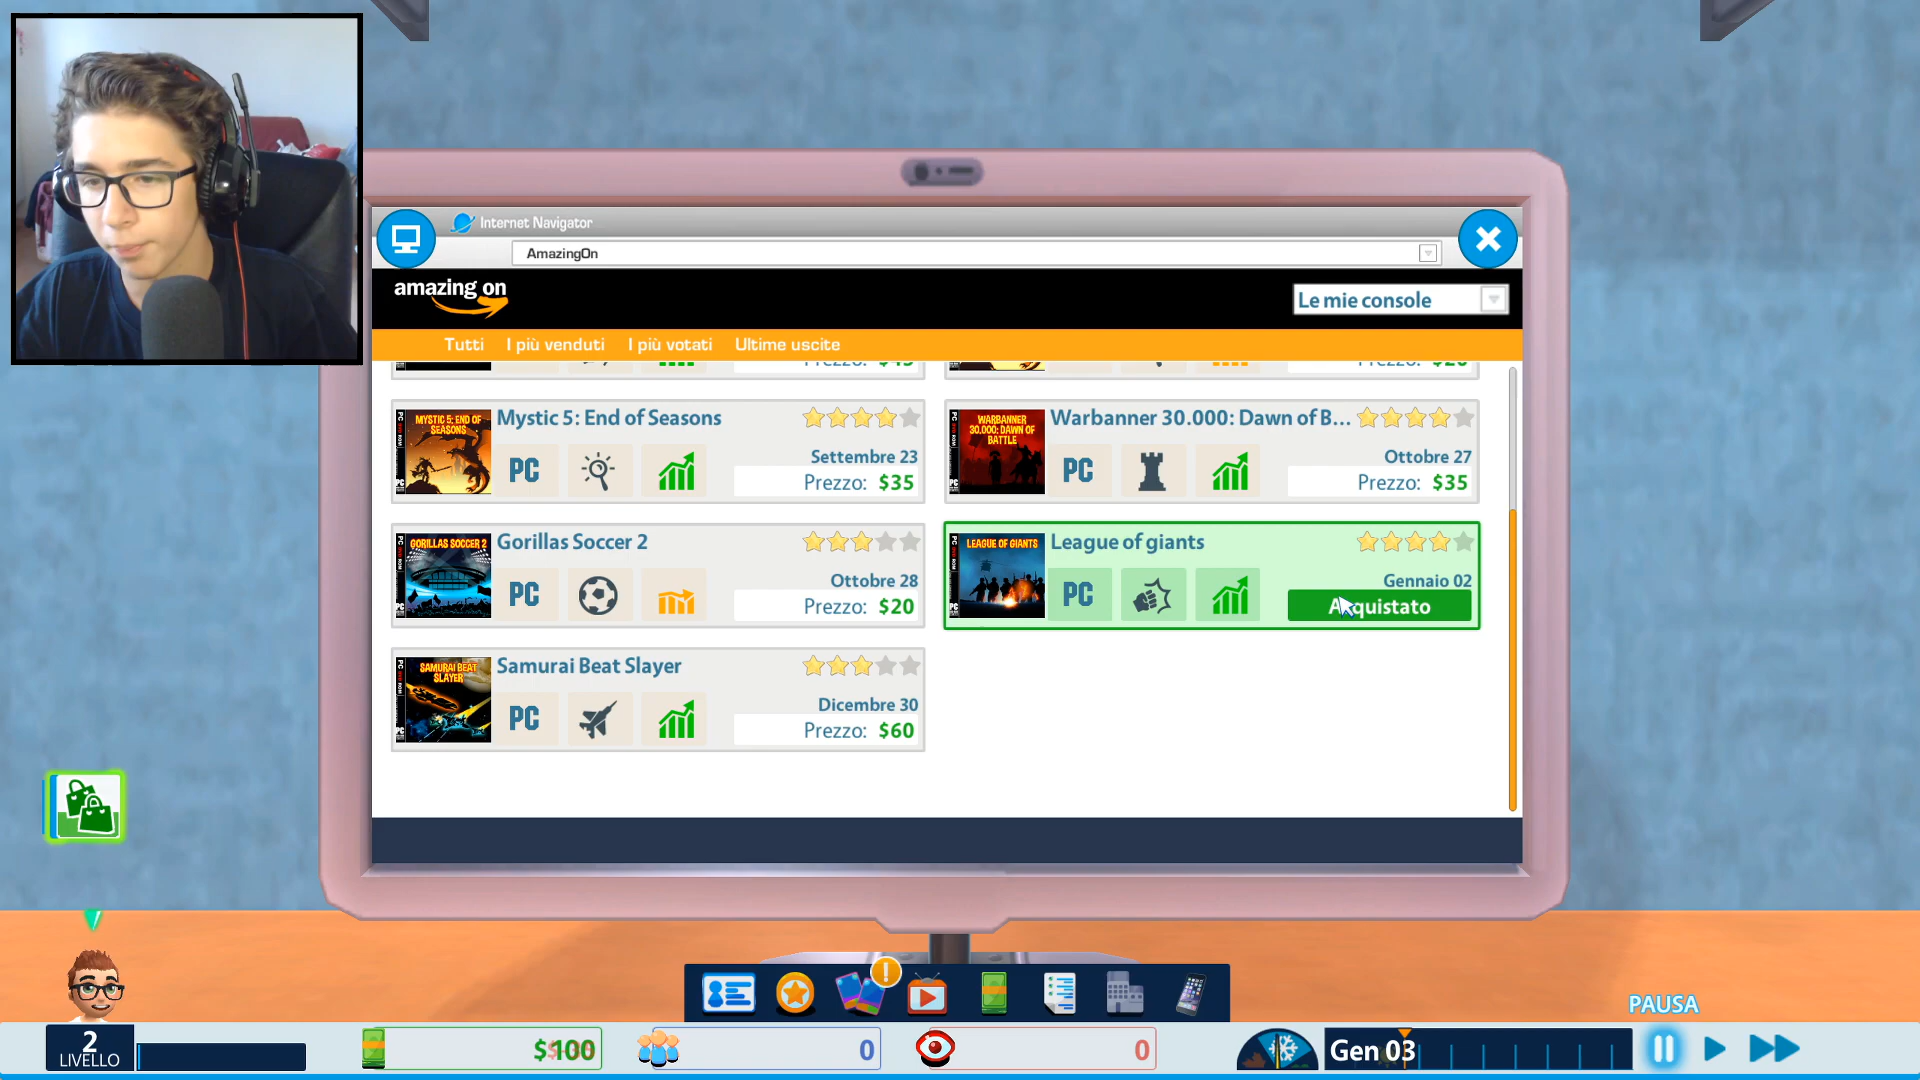 Internet Navigator
AmazingOn
amazing on
Le mie console
Tutti I più venduti I più votati Ultime uscite
MYSTIC 5: END OF SEASONS
Mystic 5: End of Seasons
PC
Settembre 23
Prezzo: $35
WARBANNER 30.000: DAWN OF BATTLE
Warbanner 30.000: Dawn of B...
PC
Ottobre 27
Prezzo: $35
GORILLAS SOCCER 2
Gorillas Soccer 2
PC
Ottobre 28
Prezzo: $20
LEAGUE OF GIANTS
League of giants
PC
Gennaio 02
Acquistato
SAMURAI BEAT SLAYER
Samurai Beat Slayer
PC
Dicembre 30
Prezzo: $60
!
PAUSA
2
LIVELLO
$100
0
0
Gen 03